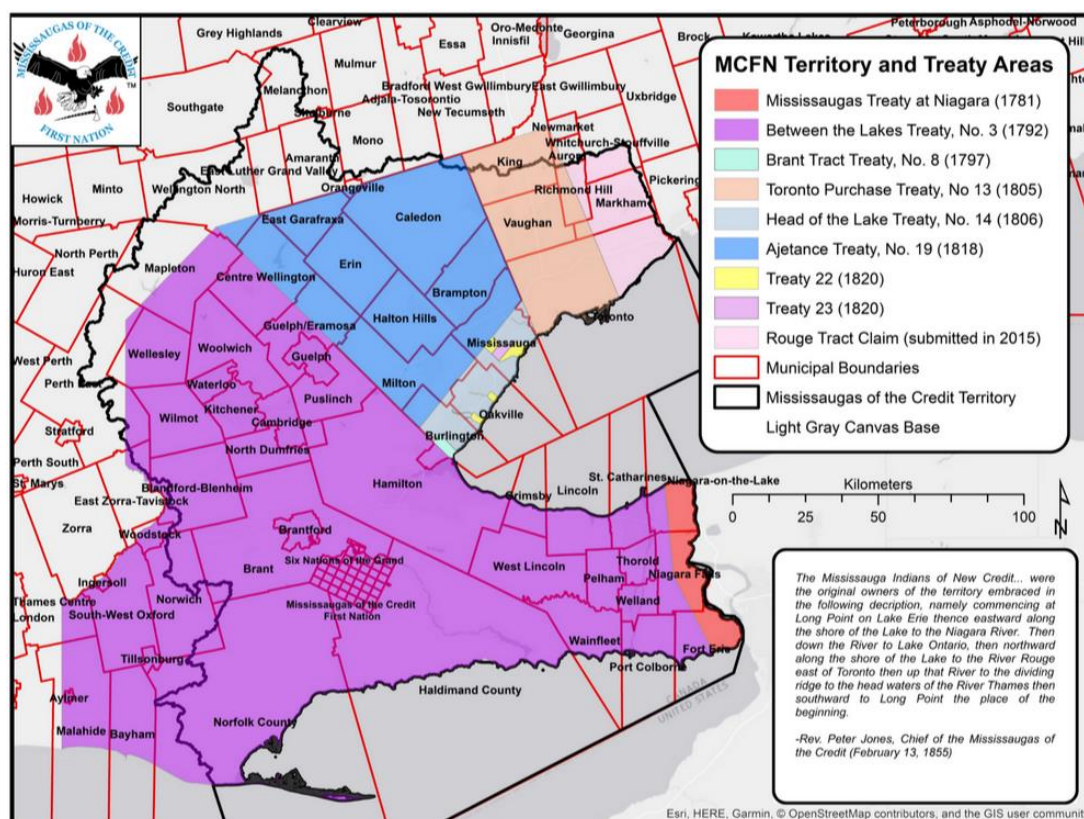 MISSISSAUGAS OF THE CREDIT
FIRST NATION
TM
MCFN Territory and Treaty Areas
Mississaugas Treaty at Niagara (1781)
Between the Lakes Treaty, No. 3 (1792)
Brant Tract Treaty, No. 8 (1797)
Toronto Purchase Treaty, No 13 (1805)
Head of the Lake Treaty, No. 14 (1806)
Ajetance Treaty, No. 19 (1818)
Treaty 22 (1820)
Treaty 23 (1820)
Rouge Tract Claim (submitted in 2015)
Municipal Boundaries
Mississaugas of the Credit Territory
Light Gray Canvas Base
Grey Highlands
Clearview
Essa
Oro-Medonte
Innisfil
Georgina
Brock
Peterborough
Asphodel-Norwood
Mulmur
Bradford West Gwillimbury
East Gwillimbury
Adjala-Tosorontio
New Tecumseth
Uxbridge
Southgate
Melancthon
Shelburne
Mono
Newmarket
Whitchurch-Stouffville
Aurora
King
Amaranth
East Luther Grand Valley
Orangeville
Pickering
Howick
Minto
Wellington North
Richmond Hill
Markham
Morris-Turnberry
East Garafraxa
Caledon
Vaughan
North Perth
Huron East
Mapleton
Centre Wellington
Erin
Brampton
Toronto
Halton Hills
Mississauga
Guelph/Eramosa
Guelph
West Perth
Wellesley
Woolwich
Milton
Perth East
Waterloo
Puslinch
Oakville
Wilmot
Kitchener
Cambridge
Burlington
Stratford
North Dumfries
Perth South
St. Marys
Hamilton
St. Catharines
Niagara-on-the-Lake
Blandford-Blenheim
East Zorra-Tavistock
Grimsby
Lincoln
Zorra
Woodstock
Brantford
Thorold
Niagara Falls
Six Nations of the Grand
West Lincoln
Pelham
Brant
Ingersoll
Thames Centre
London
Norwich
South-West Oxford
Mississaugas of the Credit
First Nation
Welland
Wainfleet
Fort Erie
Port Colborne
Tillsonburg
Haldimand County
Aylmer
Malahide
Bayham
Norfolk County
CANADA
UNITED STATES
Kilometers
0 25 50 100
N
The Mississauga Indians of New Credit... were
the original owners of the territory embraced in
the following decription, namely commencing at
Long Point on Lake Erie thence eastward along
the shore of the Lake to the Niagara River. Then
down the River to Lake Ontario, then northward
along the shore of the Lake to the River Rouge
east of Toronto then up that River to the dividing
ridge to the head waters of the River Thames then
southward to Long Point the place of the
beginning.
-Rev. Peter Jones, Chief of the Mississaugas of
the Credit (February 13, 1855)
Esri, HERE, Garmin, © OpenStreetMap contributors, and the GIS user communi